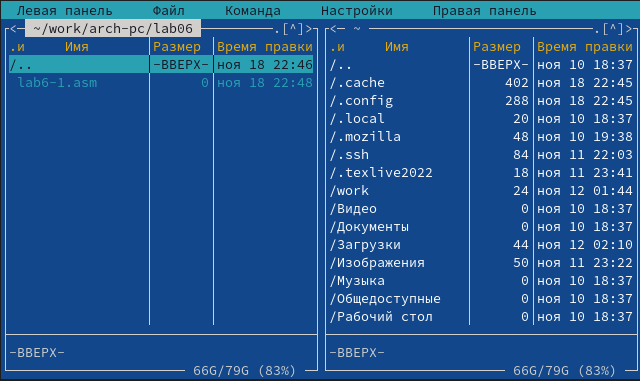 Левая панель Файл Команда Настройки Правая панель
<─ ~/work/arch-pc/lab06 .[^]>
.и Имя Размер Время правки
/.. -ВВЕРХ- ноя 18 22:46
lab6-1.asm 0 ноя 18 22:48
-ВВЕРХ-
66G/79G (83%)
<─ ~ .[^]>
.и Имя Размер Время правки
/.. -ВВЕРХ- ноя 10 18:37
/.cache 402 ноя 18 22:45
/.config 288 ноя 18 22:45
/.local 20 ноя 10 18:37
/.mozilla 48 ноя 10 19:38
/.ssh 84 ноя 11 22:03
/.texlive2022 18 ноя 11 23:41
/work 24 ноя 12 01:44
/Видео 0 ноя 10 18:37
/Документы 0 ноя 10 18:37
/Загрузки 44 ноя 12 02:10
/Изображения 50 ноя 11 23:22
/Музыка 0 ноя 10 18:37
/Общедоступные 0 ноя 10 18:37
/Рабочий стол 0 ноя 10 18:37
-ВВЕРХ-
66G/79G (83%)